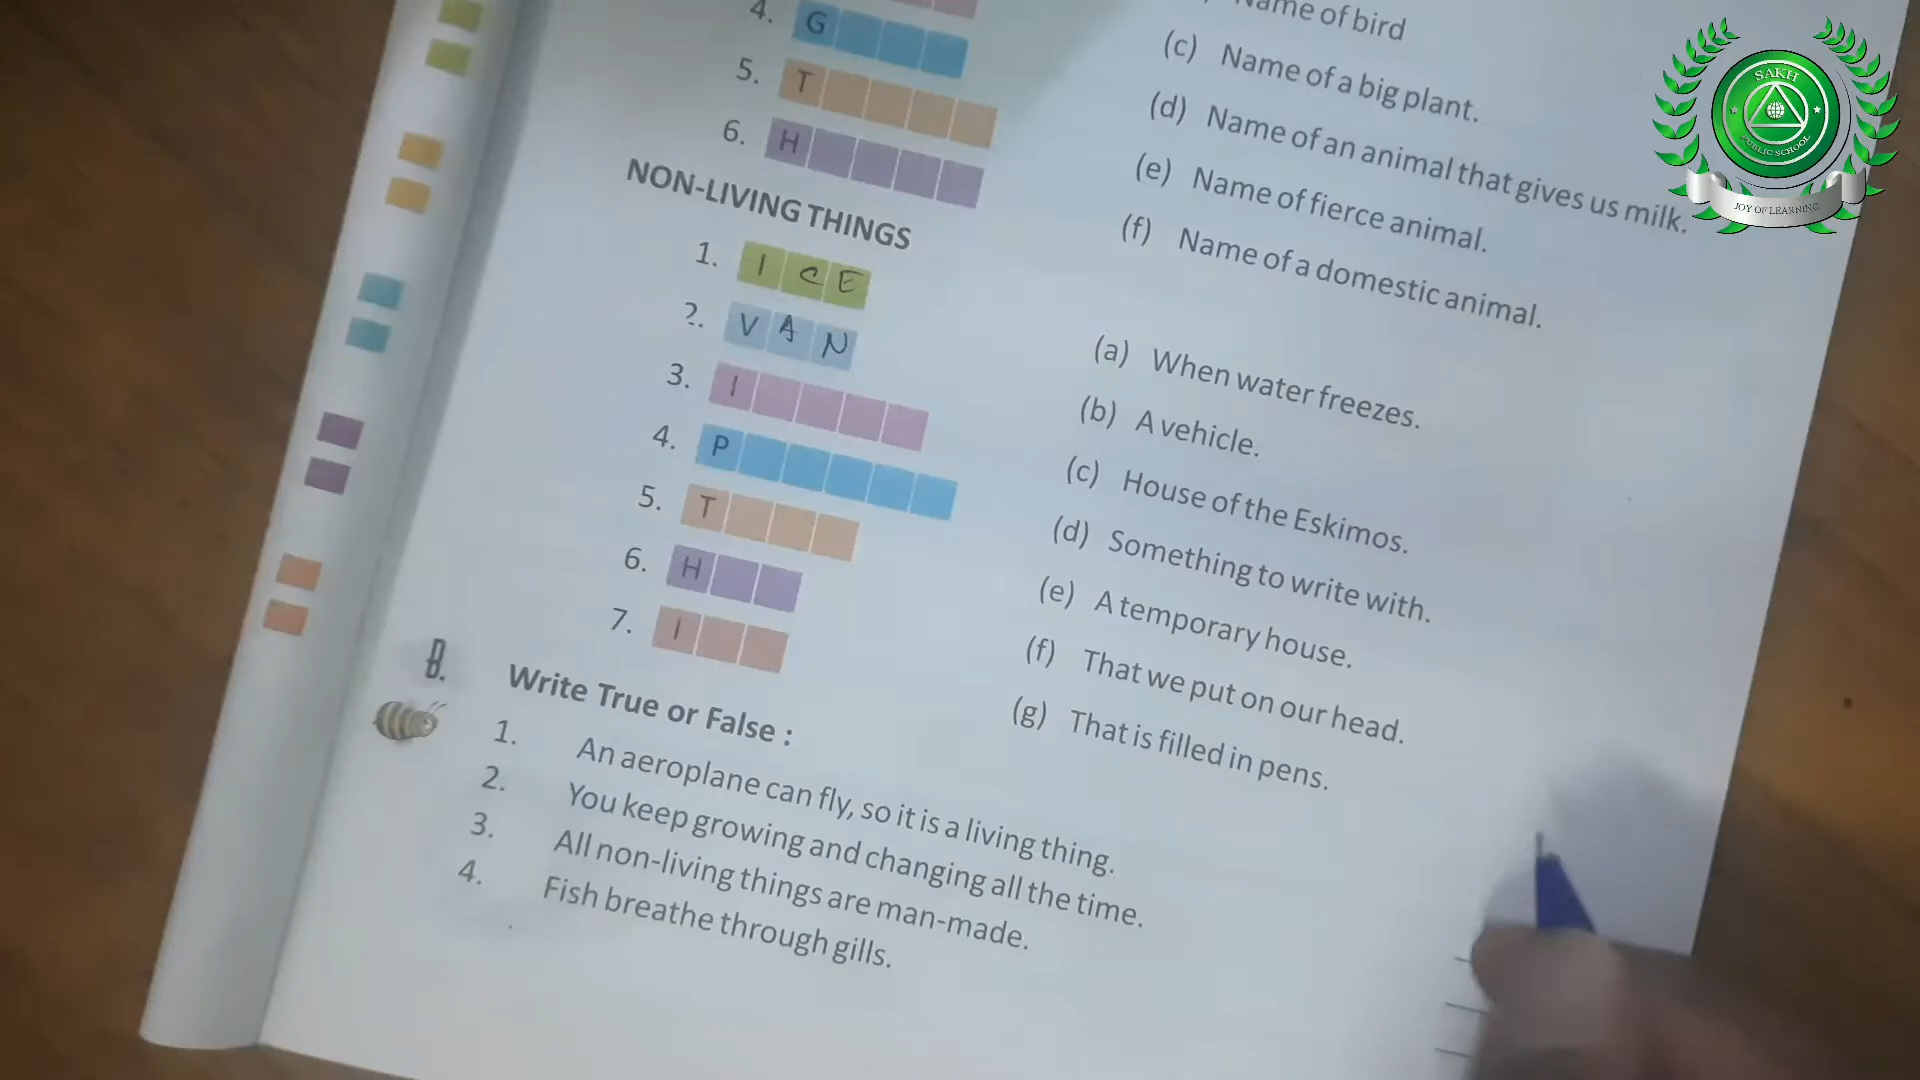 Name of bird
4. G
(c) Name of a big plant.
5. T
(d) Name of an animal that gives us milk.
6. H
(e) Name of fierce animal.
(f) Name of a domestic animal.
NON-LIVING THINGS
1. I C E
(a) When water freezes.
2. V A N
(b) A vehicle.
3. I
(c) House of the Eskimos.
4. P
(d) Something to write with.
5. T
(e) A temporary house.
6. H
(f) That we put on our head.
7. I
(g) That is filled in pens.
B. Write True or False :
1. An aeroplane can fly, so it is a living thing.
2. You keep growing and changing all the time.
3. All non-living things are man-made.
4. Fish breathe through gills.
SAKH
PUBLIC SCHOOL
JOY OF LEARNING